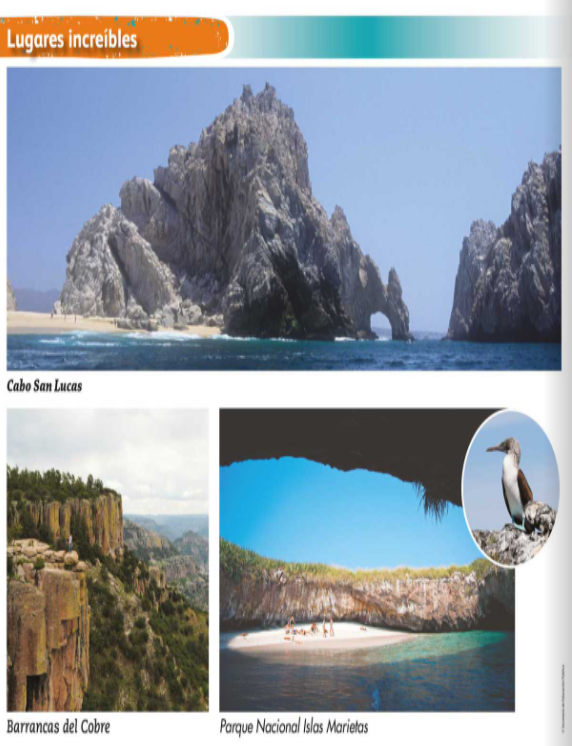 Lugares increíbles
Cabo San Lucas
Barrancas del Cobre
Parque Nacional Islas Marietas